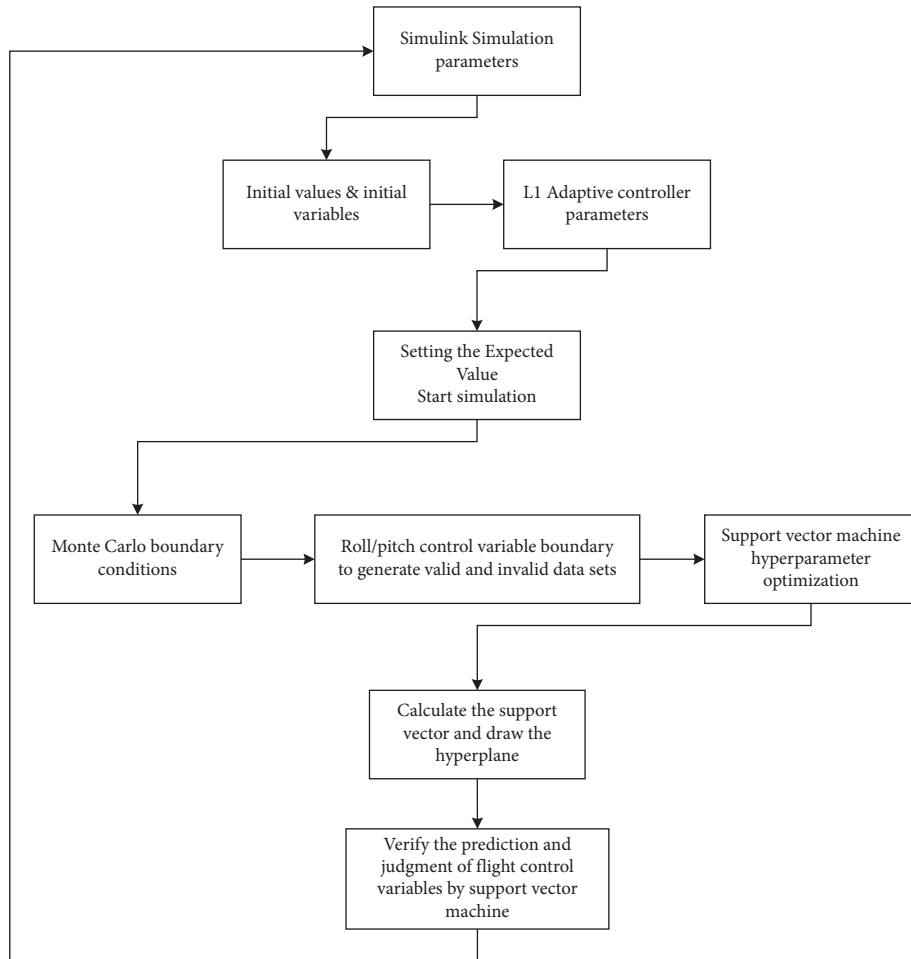 Simulink Simulation
parameters
Initial values & initial
variables
L1 Adaptive controller
parameters
Setting the Expected
Value
Start simulation
Monte Carlo boundary
conditions
Roll/pitch control variable boundary
to generate valid and invalid data sets
Support vector machine
hyperparameter
optimization
Calculate the support
vector and draw the
hyperplane
Verify the prediction and
judgment of flight control
variables by support vector
machine